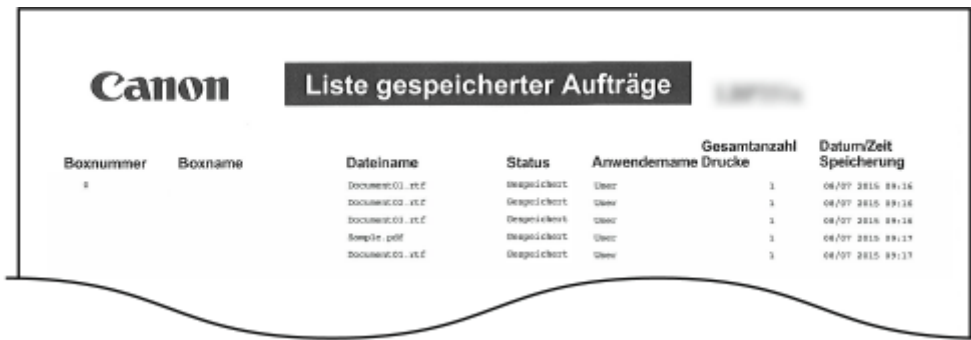 Canon Liste gespeicherter Aufträge
Boxnummer Boxname Dateiname Status Anwendername Gesamtanzahl Drucke Datum/Zeit Speicherung
0 Document01.rtf Gespeichert User 1 08/07 2015 09:16
Document02.rtf Gespeichert User 1 08/07 2015 09:16
Document03.rtf Gespeichert User 1 08/07 2015 09:16
Sample.pdf Gespeichert User 1 08/07 2015 09:17
Document01.rtf Gespeichert User 1 08/07 2015 09:17